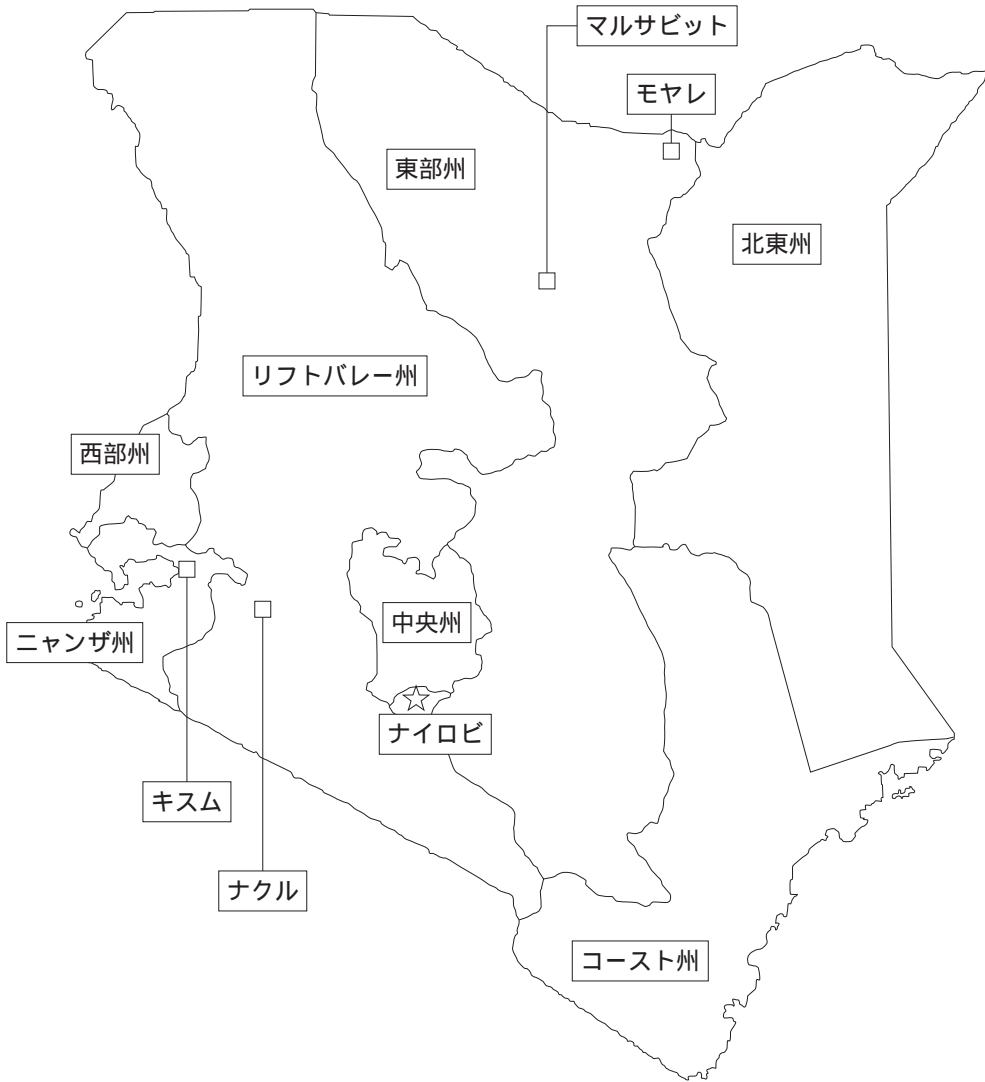 マルサビット
モヤレ
東部州
北東州
リフトバレー州
西部州
中央州
ニャンザ州
ナイロビ
キスム
ナクル
コースト州